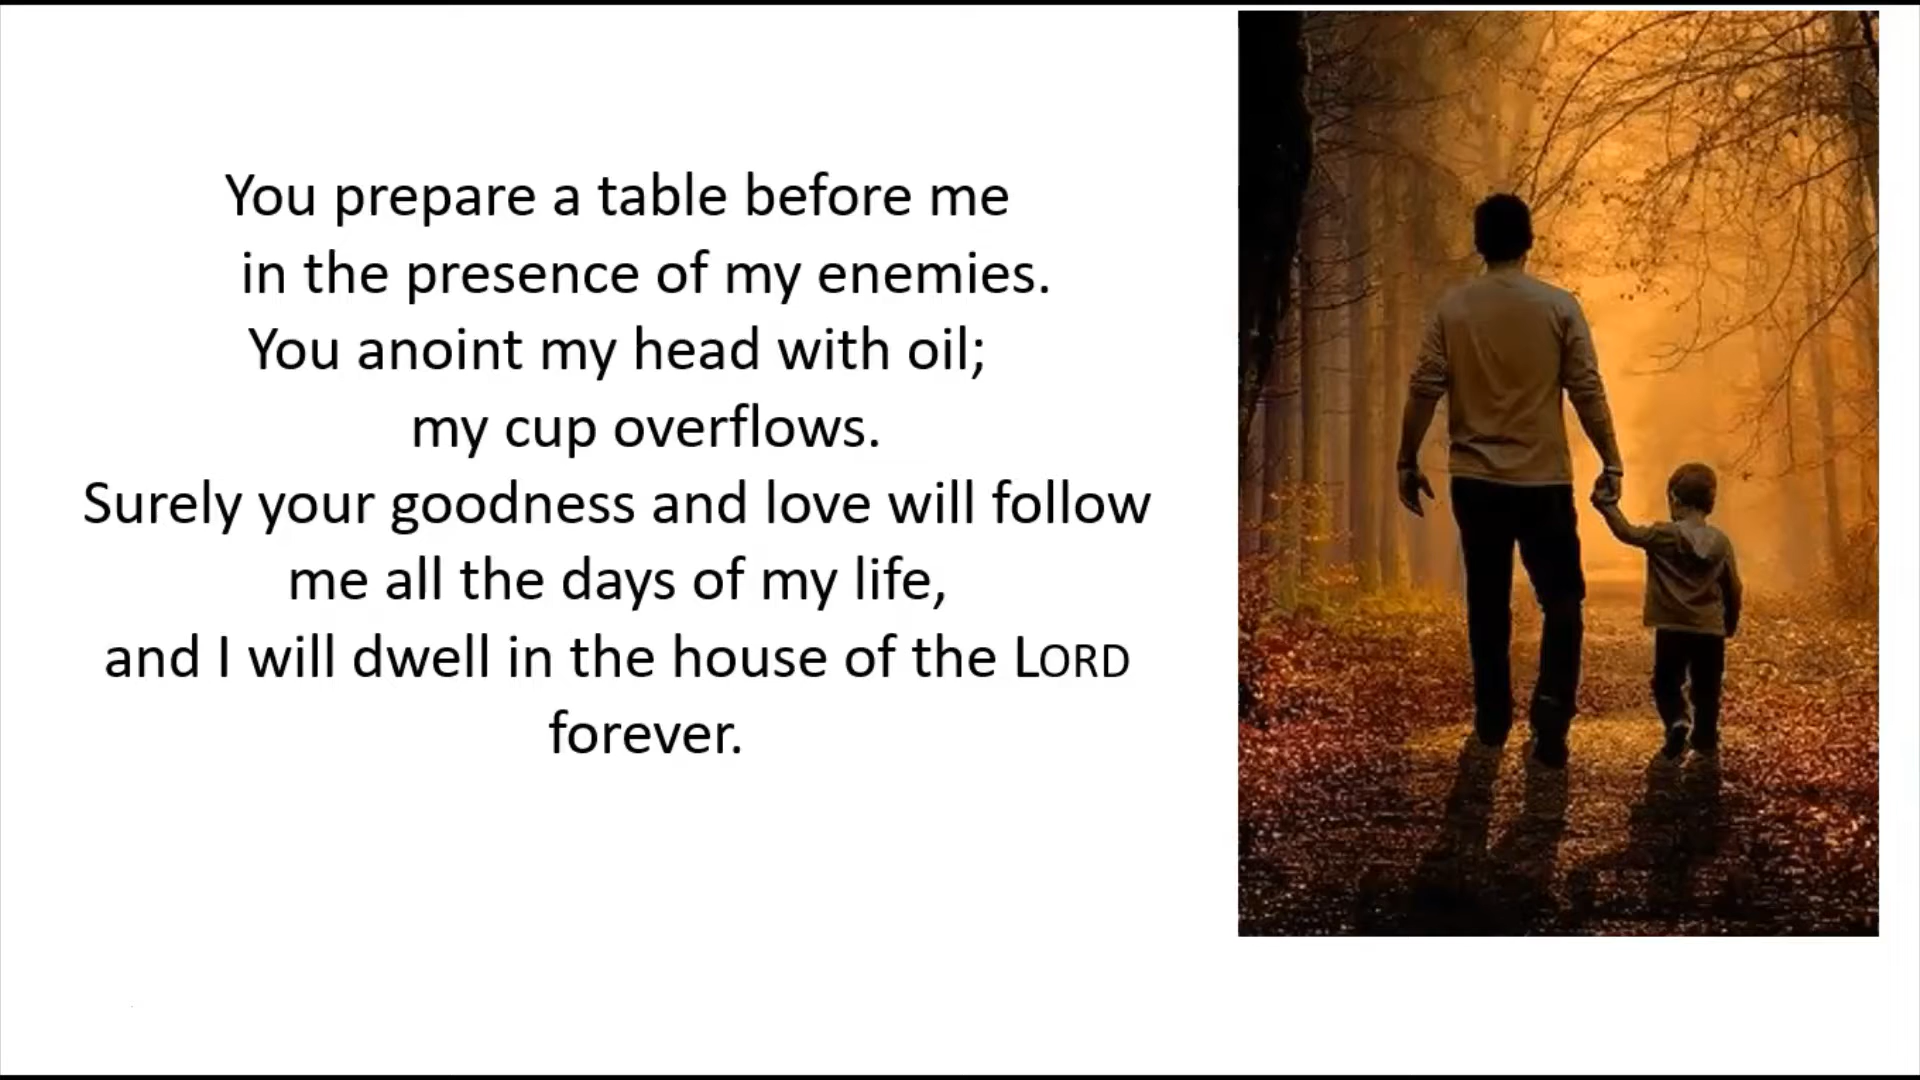 You prepare a table before me
in the presence of my enemies.
You anoint my head with oil;
my cup overflows.
Surely your goodness and love will follow
me all the days of my life,
and I will dwell in the house of the LORD
forever.